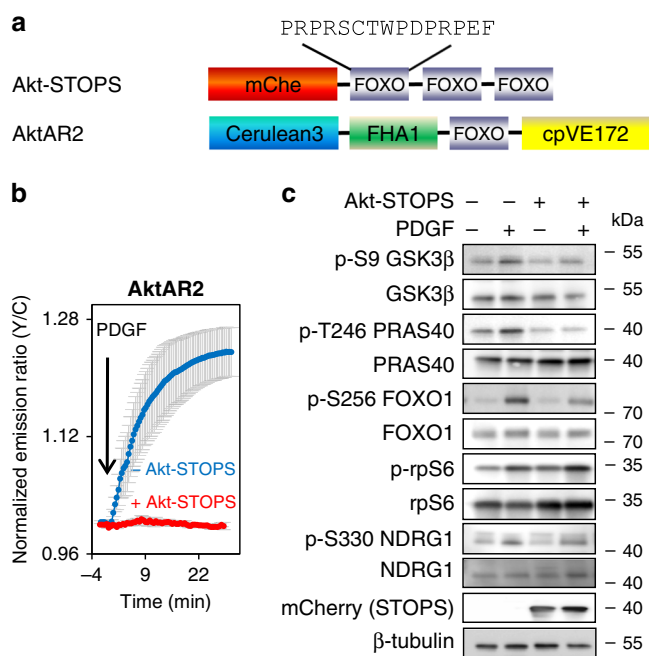 a
PRPRSCTWPDPRPEF
Akt-STOPS mChe FOXO FOXO FOXO
AktAR2 Cerulean3 FHA1 FOXO cpVE172
b
AktAR2
Normalized emission ratio (Y/C)
1.28
1.12
0.96
PDGF
– Akt-STOPS
+ Akt-STOPS
–4 9 22
Time (min)
c
Akt-STOPS – – + +
PDGF – + – +
kDa
p-S9 GSK3β – 55
GSK3β – 55
p-T246 PRAS40 – 40
PRAS40 – 40
p-S256 FOXO1 – 70
FOXO1 – 70
p-rpS6 – 35
rpS6 – 35
p-S330 NDRG1 – 40
NDRG1 – 40
mCherry (STOPS) – 40
β-tubulin – 55